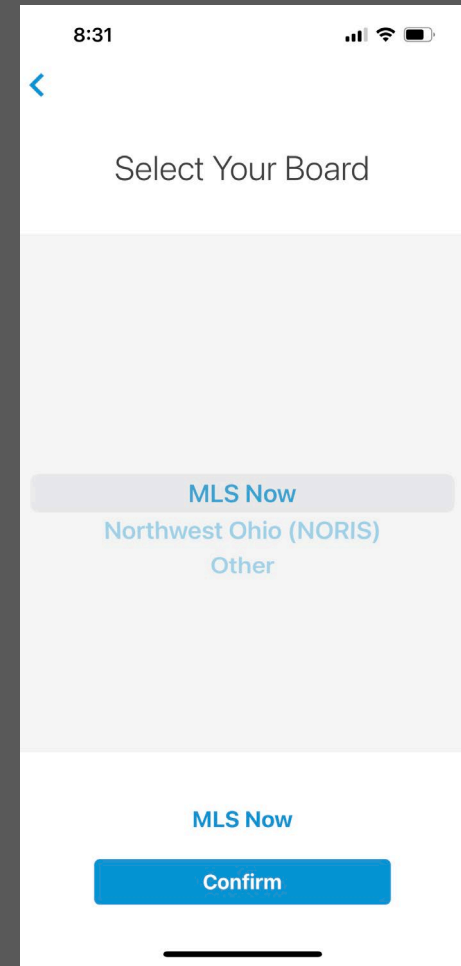 8:31
Select Your Board
MLS Now
Northwest Ohio (NORIS)
Other
MLS Now
Confirm